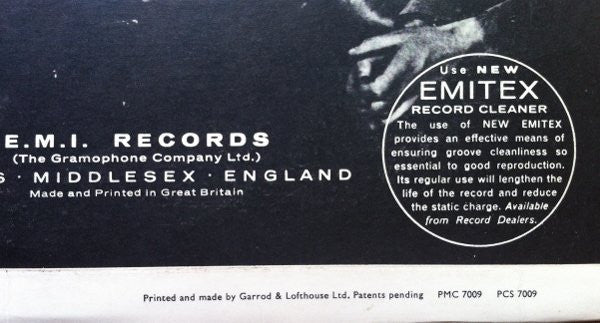 E.M.I. RECORDS
(The Gramophone Company Ltd.)
S · MIDDLESEX · ENGLAND
Made and Printed in Great Britain
Use NEW
EMITEX
RECORD CLEANER
The use of NEW EMITEX
provides an effective means of
ensuring groove cleanliness so
essential to good reproduction.
Its regular use will lengthen the
life of the record and reduce
the static charge. Available
from Record Dealers.
Printed and made by Garrod & Lofthouse Ltd. Patents pending PMC 7009 PCS 7009